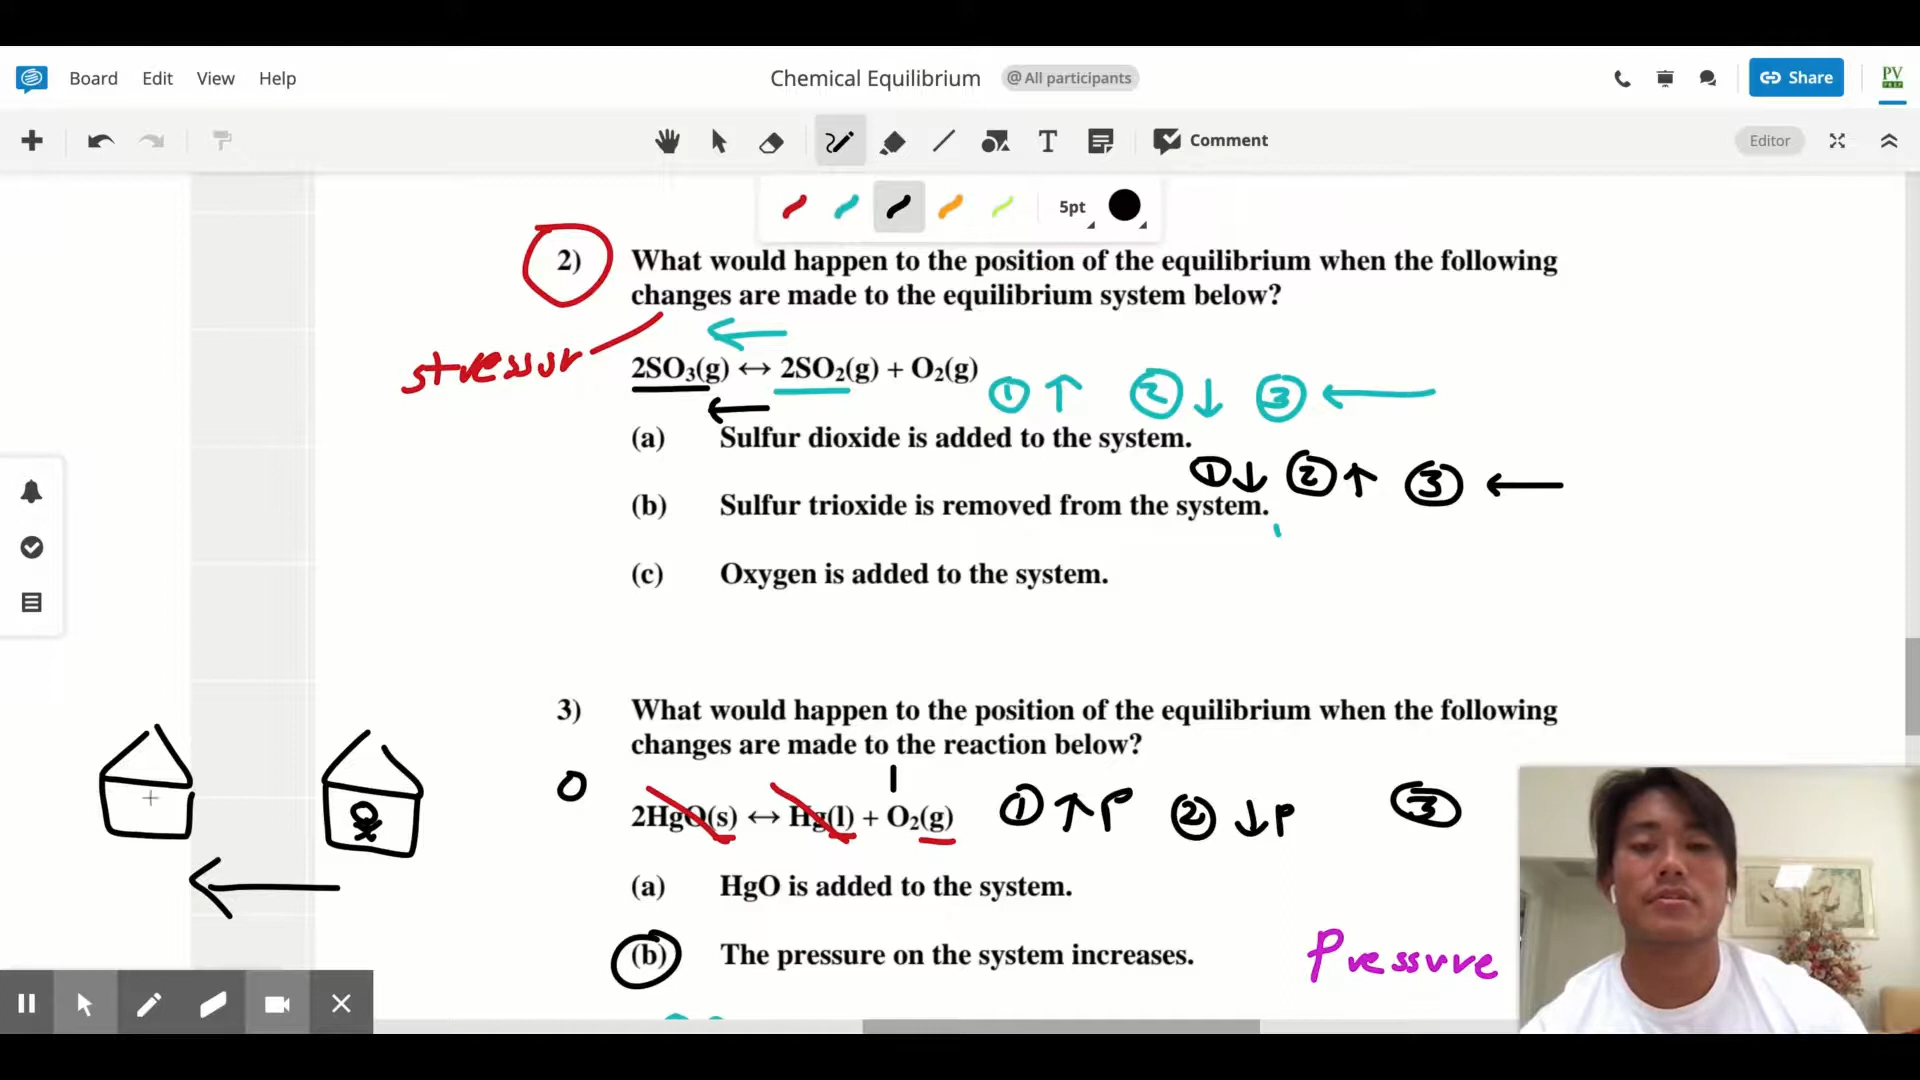 Board Edit View Help Chemical Equilibrium @ All participants Share PV PREP
T Comment Editor
5pt
2) What would happen to the position of the equilibrium when the following
changes are made to the equilibrium system below?
stressur
2SO₃(g) ↔ 2SO₂(g) + O₂(g) ① ↑ ② ↓ ③ ←
(a) Sulfur dioxide is added to the system.
① ↓ ② ↑ ③ ←
(b) Sulfur trioxide is removed from the system.
(c) Oxygen is added to the system.
3) What would happen to the position of the equilibrium when the following
changes are made to the reaction below?
0 1
2HgO(s) ↔ Hg(l) + O₂(g) ① ↑ P ② ↓ P ③
(a) HgO is added to the system.
(b) The pressure on the system increases.
Pressure